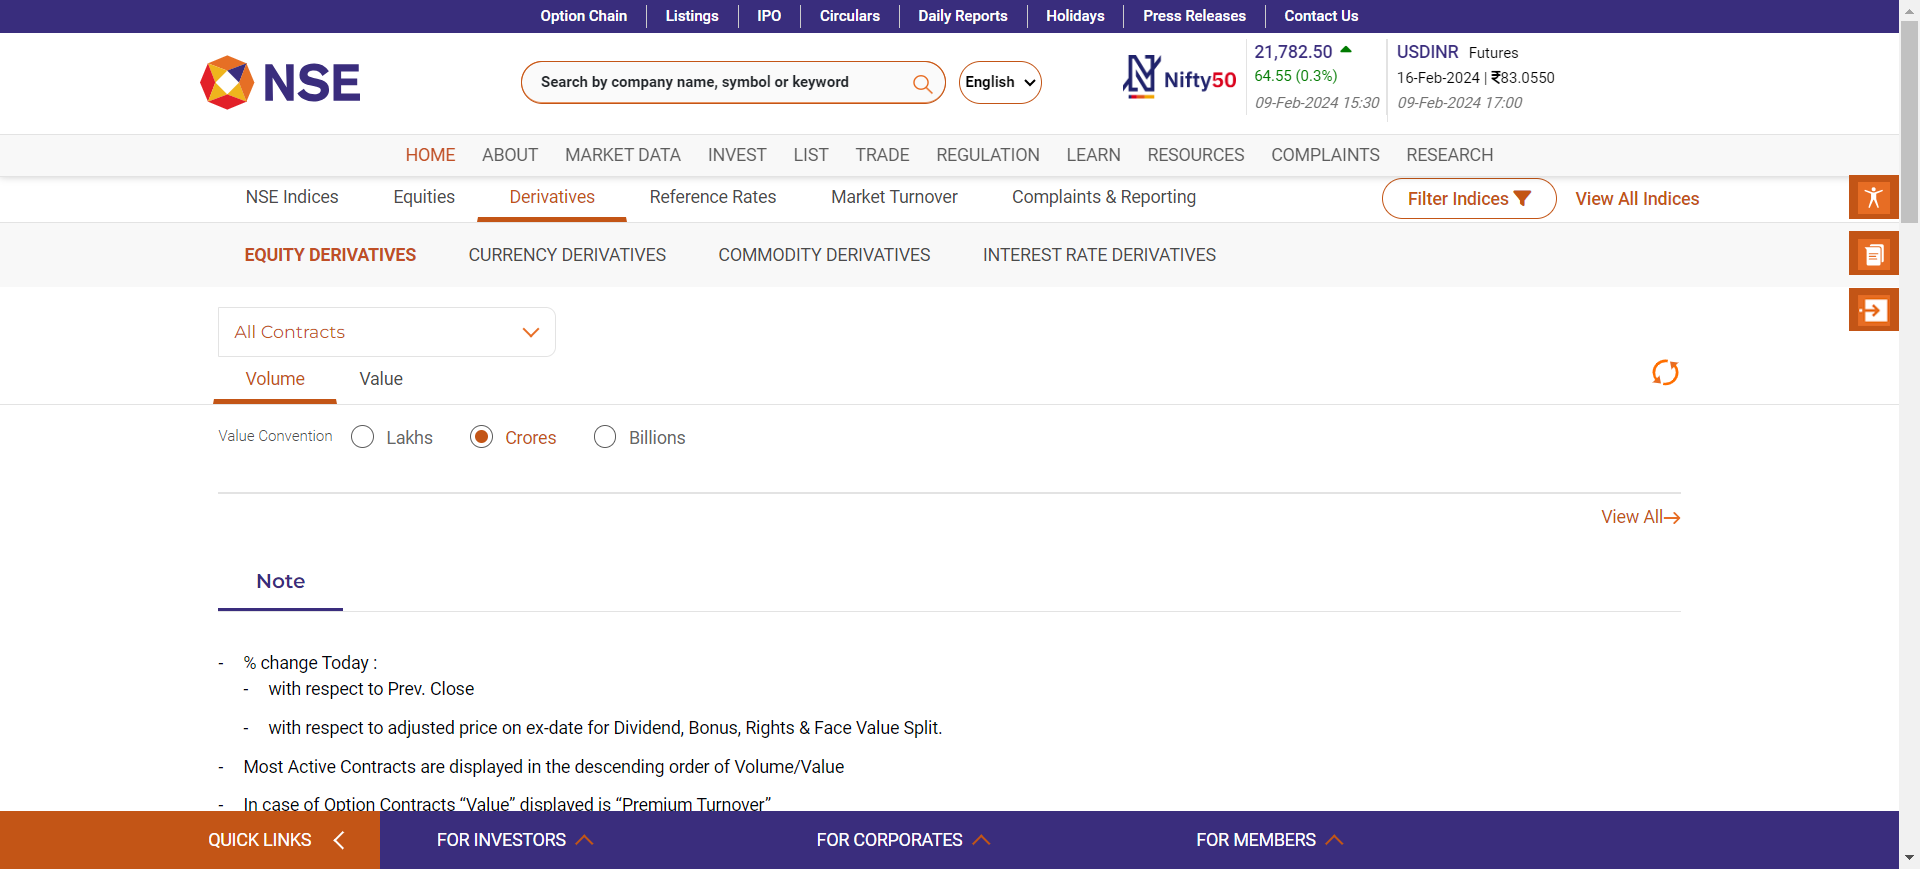 Option Chain
Listings
IPO
Circulars
Daily Reports
Holidays
Press Releases
Contact Us
NSE
Search by company name, symbol or keyword
English
Nifty50
21,782.50
64.55 (0.3%)
09-Feb-2024 15:30
USDINR Futures
16-Feb-2024 | ₹83.0550
09-Feb-2024 17:00
HOME
ABOUT
MARKET DATA
INVEST
LIST
TRADE
REGULATION
LEARN
RESOURCES
COMPLAINTS
RESEARCH
NSE Indices
Equities
Derivatives
Reference Rates
Market Turnover
Complaints & Reporting
Filter Indices
View All Indices
EQUITY DERIVATIVES
CURRENCY DERIVATIVES
COMMODITY DERIVATIVES
INTEREST RATE DERIVATIVES
All Contracts
Volume
Value
Value Convention
Lakhs
Crores
Billions
View All
Note
- % change Today :
- with respect to Prev. Close
- with respect to adjusted price on ex-date for Dividend, Bonus, Rights & Face Value Split.
- Most Active Contracts are displayed in the descending order of Volume/Value
- In case of Option Contracts “Value” displayed is “Premium Turnover”
QUICK LINKS
FOR INVESTORS
FOR CORPORATES
FOR MEMBERS